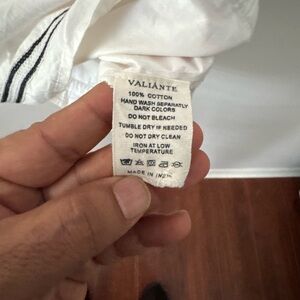 VALIANTE
100% COTTON
HAND WASH SEPARATLY
DARK COLORS
DO NOT BLEACH
TUMBLE DRY IF NEEDED
DO NOT DRY CLEAN
IRON AT LOW
TEMPERATURE
MADE IN INDIA